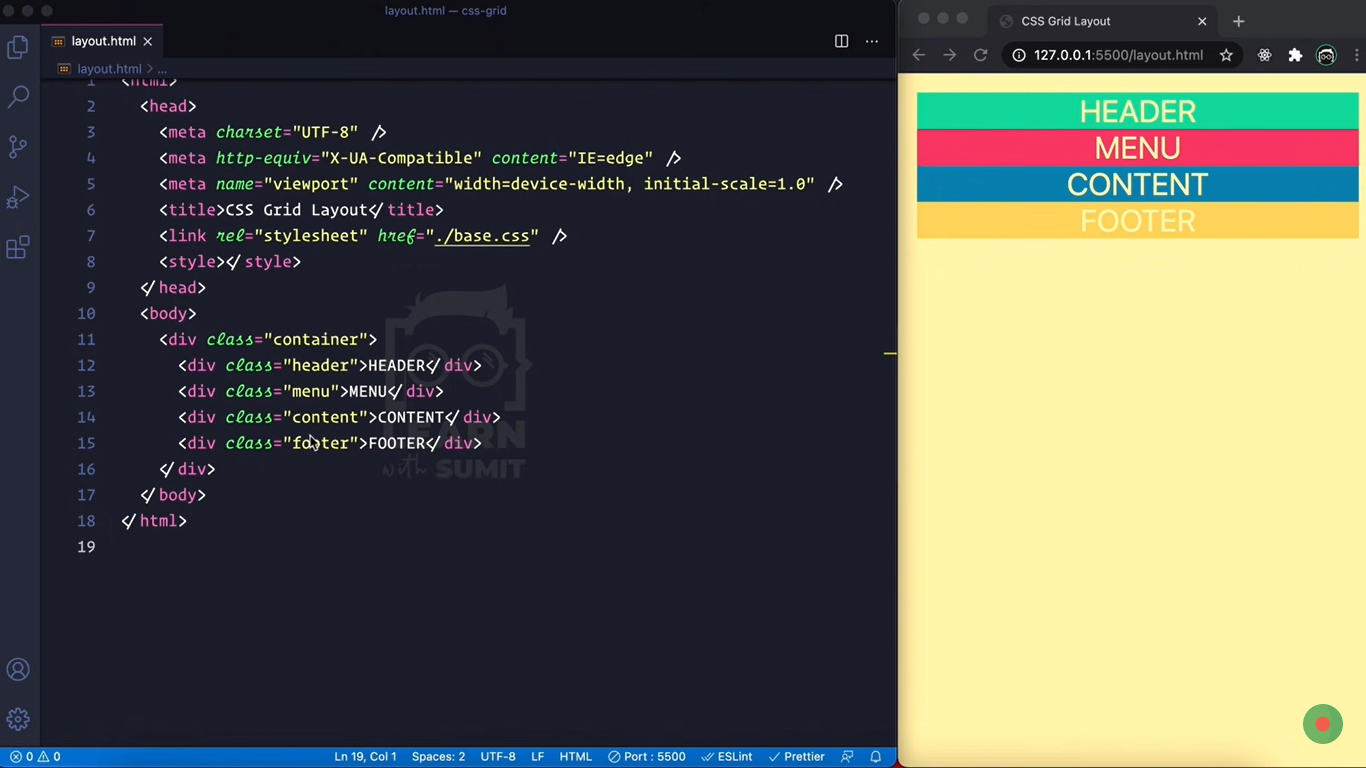 layout.html — css-grid
layout.html
layout.html > ...
1 <html>
2 <head>
3 <meta charset="UTF-8" />
4 <meta http-equiv="X-UA-Compatible" content="IE=edge" />
5 <meta name="viewport" content="width=device-width, initial-scale=1.0" />
6 <title>CSS Grid Layout</title>
7 <link rel="stylesheet" href="./base.css" />
8 <style></style>
9 </head>
10 <body>
11 <div class="container">
12 <div class="header">HEADER</div>
13 <div class="menu">MENU</div>
14 <div class="content">CONTENT</div>
15 <div class="footer">FOOTER</div>
16 </div>
17 </body>
18 </html>
19
LEARN
with SUMIT
0 0 Ln 19, Col 1 Spaces: 2 UTF-8 LF HTML Port : 5500 ESLint Prettier
CSS Grid Layout
127.0.0.1:5500/layout.html
HEADER
MENU
CONTENT
FOOTER